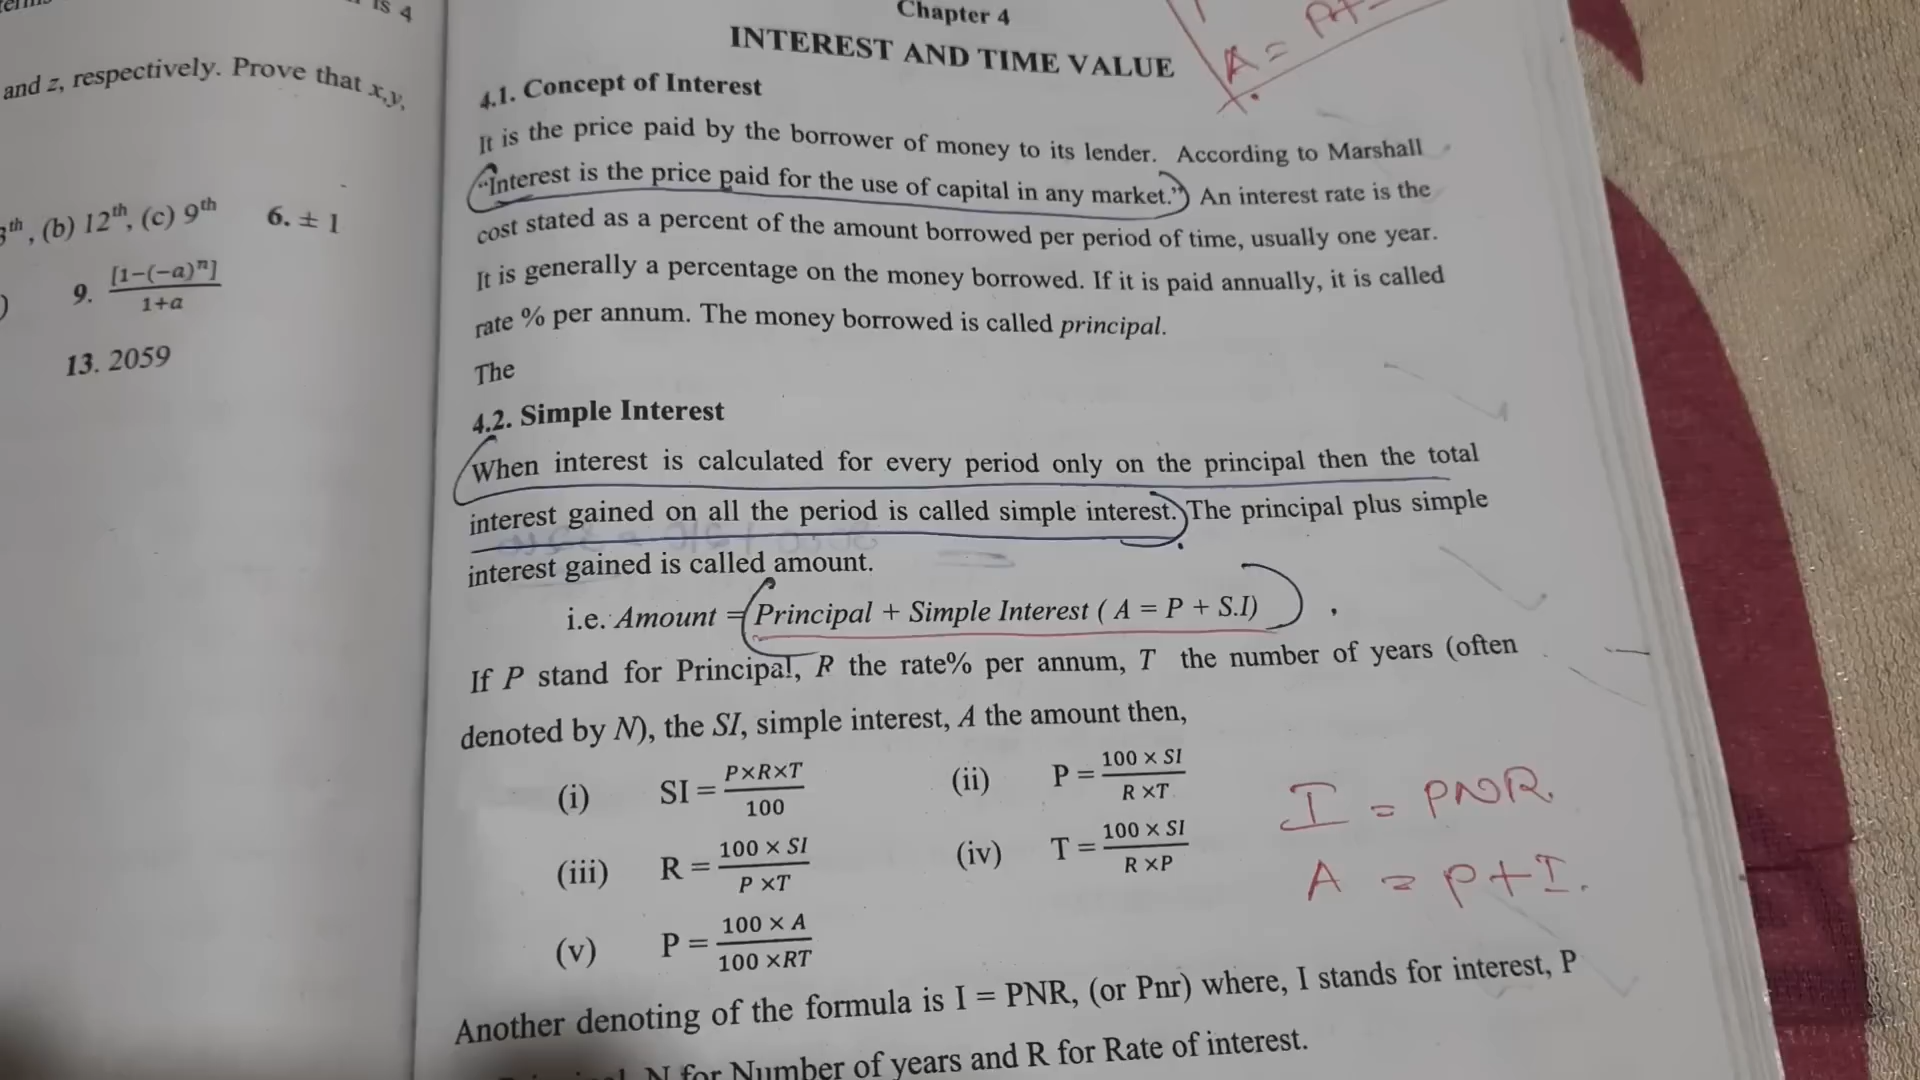 is 4
and z, respectively. Prove that x,y,
, (b) 12th, (c) 9th 6. ± 1
9. [1-(-a)^n] / 1+a
13. 2059
Chapter 4
INTEREST AND TIME VALUE
A =
4.1. Concept of Interest
It is the price paid by the borrower of money to its lender. According to Marshall
“Interest is the price paid for the use of capital in any market.” An interest rate is the
cost stated as a percent of the amount borrowed per period of time, usually one year.
It is generally a percentage on the money borrowed. If it is paid annually, it is called
rate % per annum. The money borrowed is called principal.
The
4.2. Simple Interest
When interest is calculated for every period only on the principal then the total
interest gained on all the period is called simple interest. The principal plus simple
interest gained is called amount.
i.e. Amount = Principal + Simple Interest ( A = P + S.I)
If P stand for Principal, R the rate% per annum, T the number of years (often
denoted by N), the SI, simple interest, A the amount then,
(i) SI = P×R×T / 100 (ii) P = 100 × SI / R ×T
I = PNR.
(iii) R = 100 × SI / P ×T (iv) T = 100 × SI / R ×P
A = P+I.
(v) P = 100 × A / 100 ×RT
Another denoting of the formula is I = PNR, (or Pnr) where, I stands for interest, P
N for Number of years and R for Rate of interest.